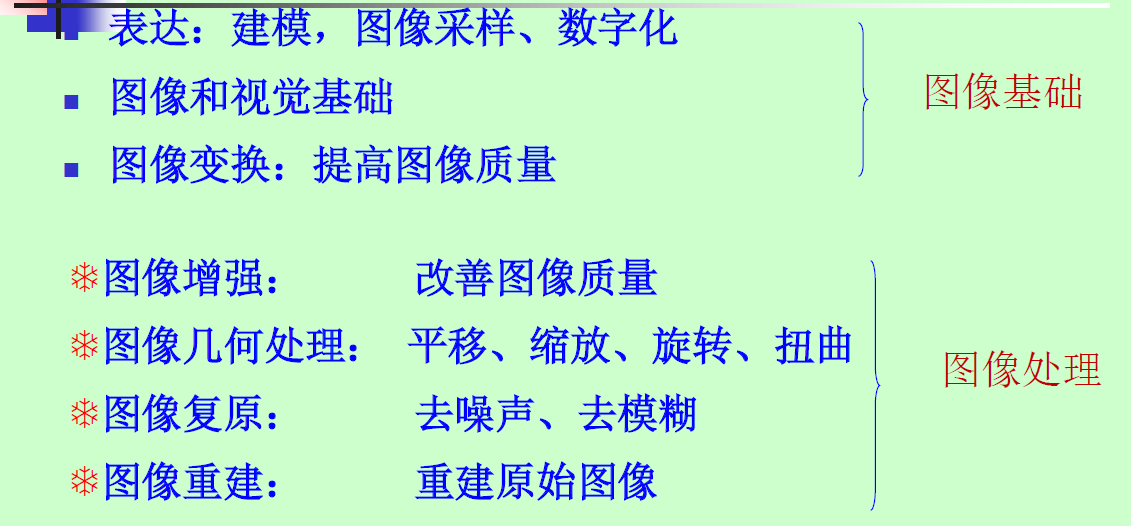 表达：建模，图像采样、数字化
图像和视觉基础
图像变换：提高图像质量
图像基础
图像增强： 改善图像质量
图像几何处理： 平移、缩放、旋转、扭曲
图像复原： 去噪声、去模糊
图像重建： 重建原始图像
图像处理